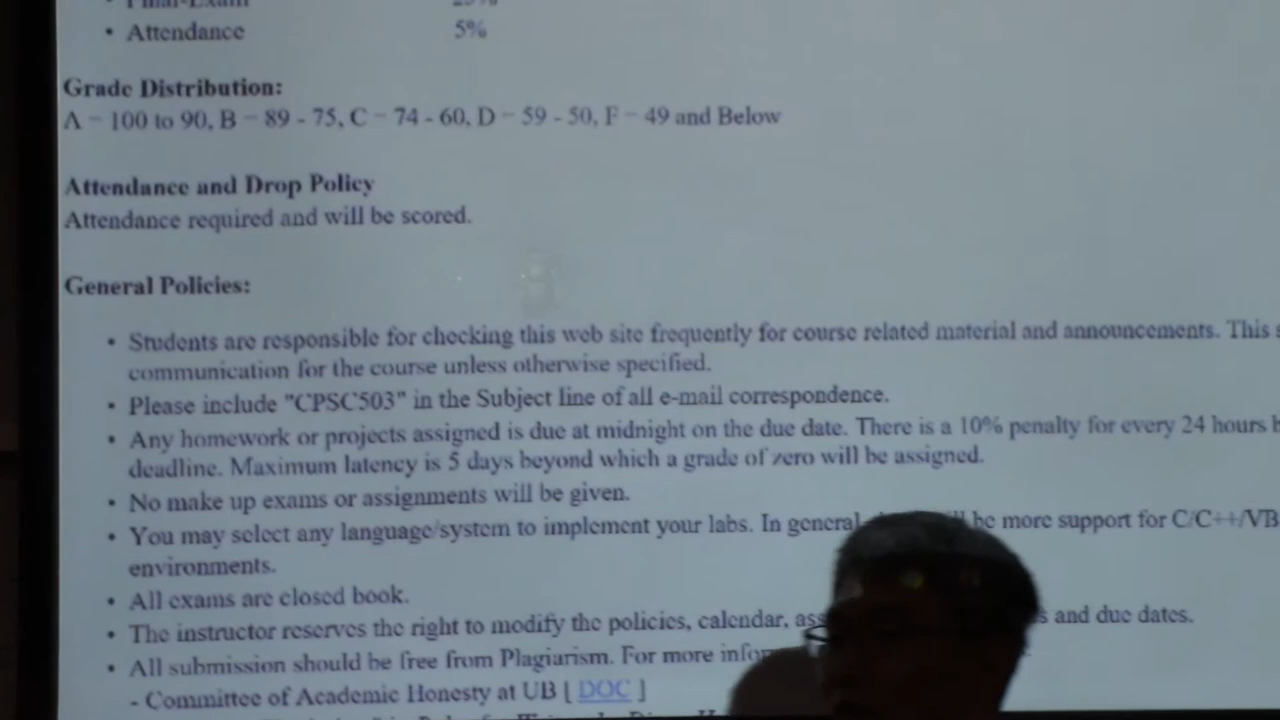 • Final-Exam 25%
• Attendance 5%
Grade Distribution:
A = 100 to 90, B = 89 - 75, C = 74 - 60, D = 59 - 50, F = 49 and Below
Attendance and Drop Policy
Attendance required and will be scored.
General Policies:
• Students are responsible for checking this web site frequently for course related material and announcements. This
communication for the course unless otherwise specified.
• Please include "CPSC503" in the Subject line of all e-mail correspondence.
• Any homework or projects assigned is due at midnight on the due date. There is a 10% penalty for every 24 hours
deadline. Maximum latency is 5 days beyond which a grade of zero will be assigned.
• No make up exams or assignments will be given.
• You may select any language/system to implement your labs. In general be more support for C/C++/VB
environments.
• All exams are closed book.
• The instructor reserves the right to modify the policies, calendar, and due dates.
• All submission should be free from Plagiarism. For more
- Committee of Academic Honesty at UB [ DOC ]